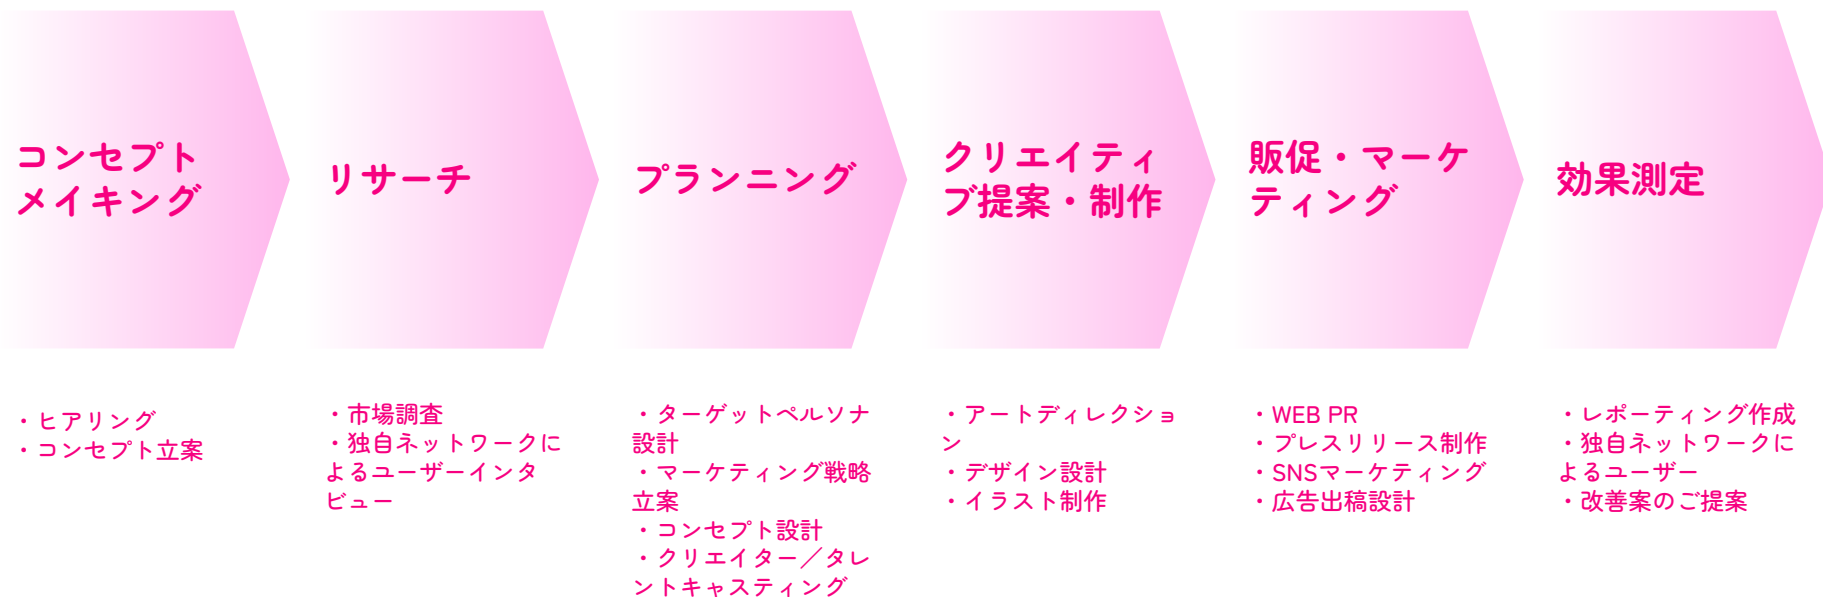 コンセプト
メイキング
リサーチ
プランニング
クリエイティ
ブ提案・制作
販促・マーケ
ティング
効果測定
・ヒアリング
・コンセプト立案
・市場調査
・独自ネットワークに
よるユーザーインタ
ビュー
・ターゲットペルソナ
設計
・マーケティング戦略
立案
・コンセプト設計
・クリエイター／タレ
ントキャスティング
・アートディレクショ
ン
・デザイン設計
・イラスト制作
・WEB PR
・プレスリリース制作
・SNSマーケティング
・広告出稿設計
・レポーティング作成
・独自ネットワークに
よるユーザー
・改善案のご提案